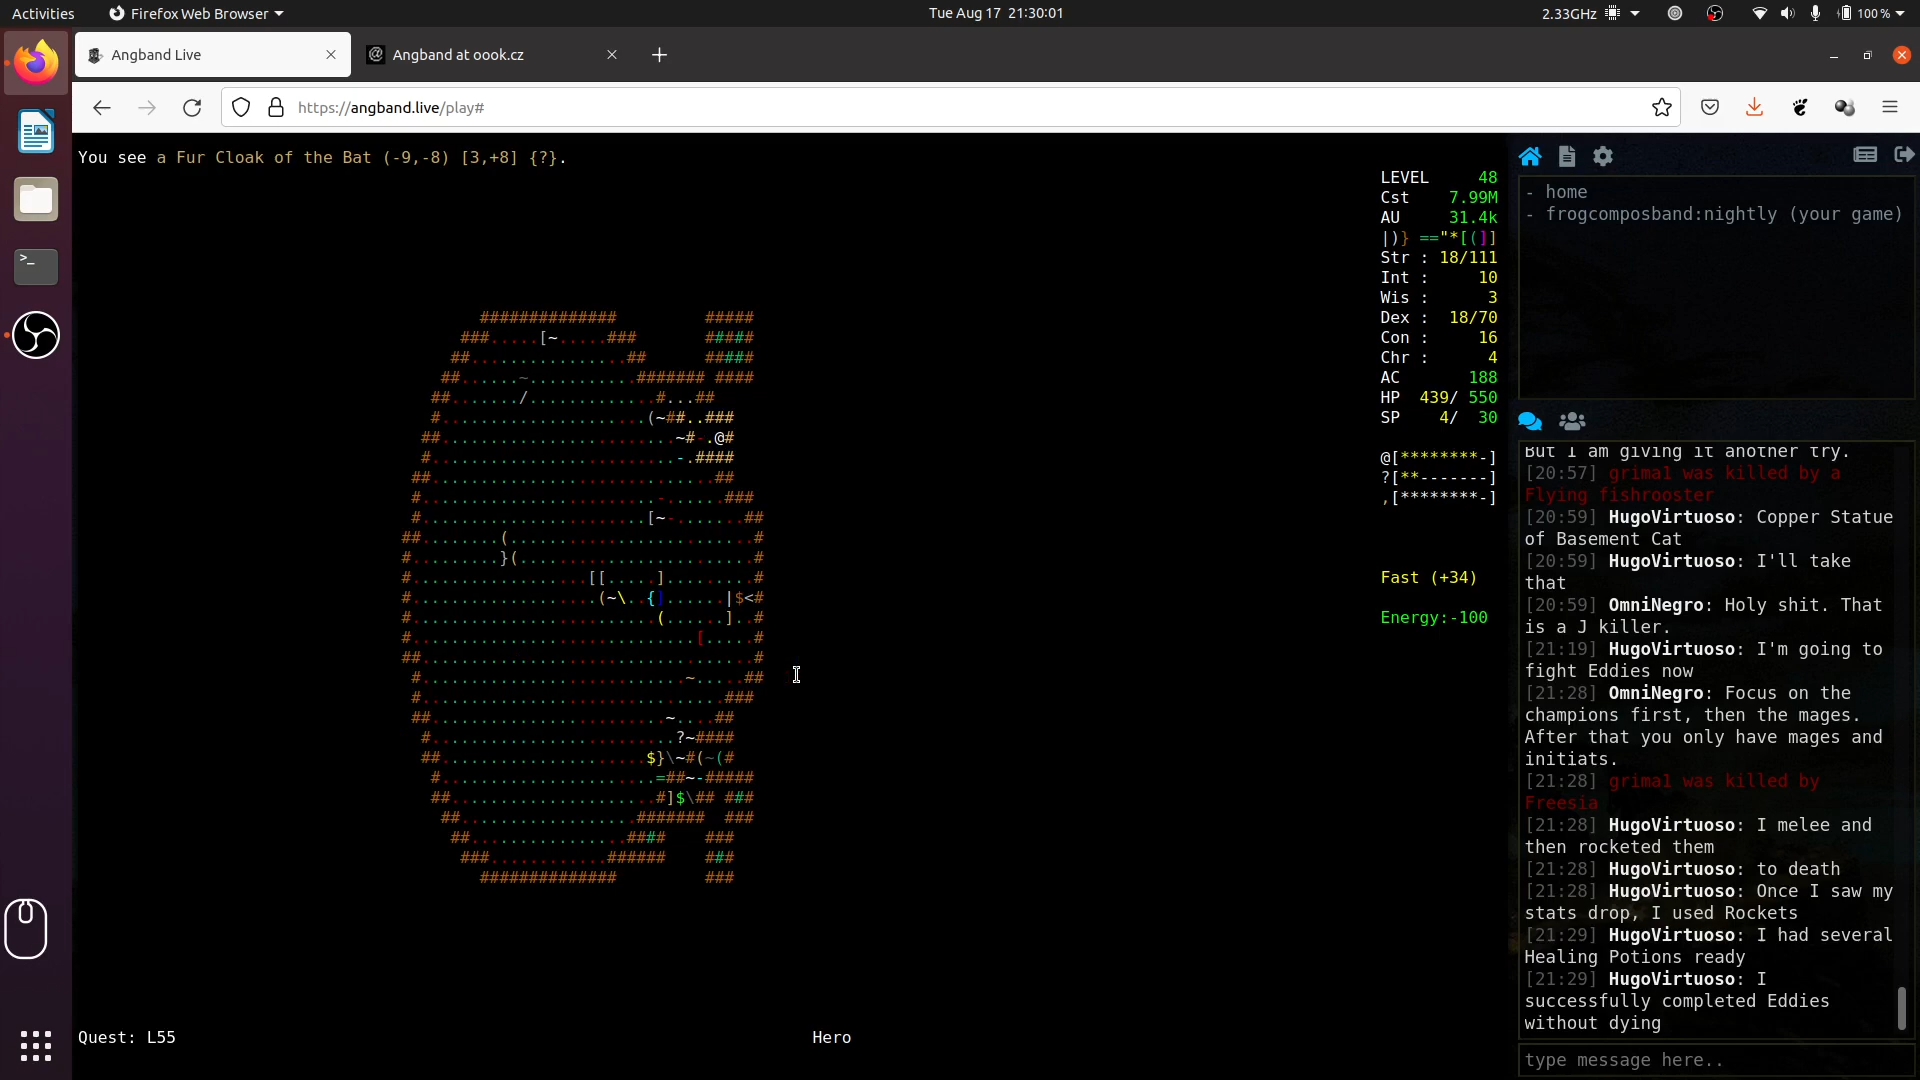 Activities
Firefox Web Browser
Tue Aug 17  21:30:01
2.33GHz
100 %
Angband Live
Angband at oook.cz
https://angband.live/play#
You see a Fur Cloak of the Bat (-9,-8) [3,+8] {?}.
LEVEL 48
Cst 7.99M
AU 31.4k
|)} =="*[(]]
Str : 18/111
Int : 10
Wis : 3
Dex : 18/70
Con : 16
Chr : 4
AC 188
HP 439/ 550
SP 4/ 30
@[********-]
?[**-------]
,[********-]
Fast (+34)
Energy:-100
Quest: L55
Hero
- home
- frogcomposband:nightly (your game)
But I am giving it another try.
[20:57] grima1 was killed by a
Flying fishrooster
[20:59] HugoVirtuoso: Copper Statue
of Basement Cat
[20:59] HugoVirtuoso: I'll take
that
[20:59] OmniNegro: Holy shit. That
is a J killer.
[21:19] HugoVirtuoso: I'm going to
fight Eddies now
[21:28] OmniNegro: Focus on the
champions first, then the mages.
After that you only have mages and
initiats.
[21:28] grima1 was killed by
Freesia
[21:28] HugoVirtuoso: I melee and
then rocketed them
[21:28] HugoVirtuoso: to death
[21:28] HugoVirtuoso: Once I saw my
stats drop, I used Rockets
[21:29] HugoVirtuoso: I had several
Healing Potions ready
[21:29] HugoVirtuoso: I
successfully completed Eddies
without dying
type message here..